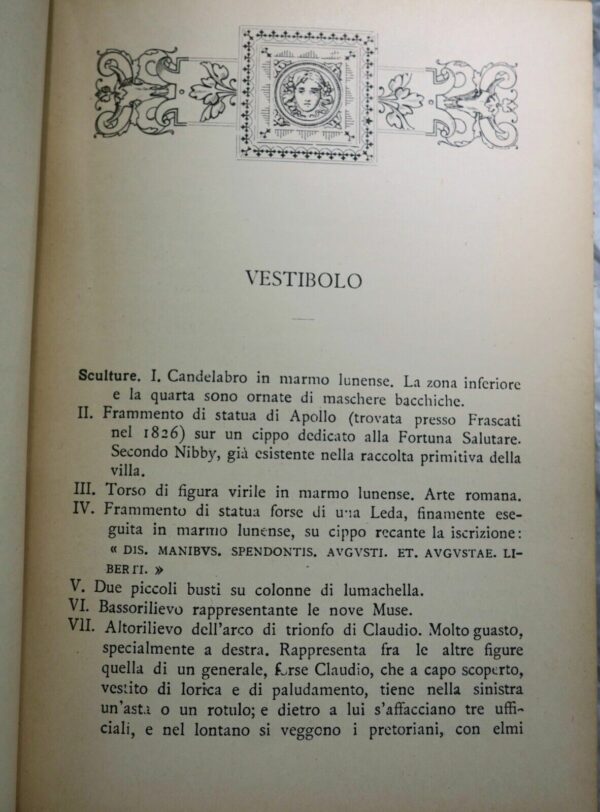 VESTIBOLO
Sculture. I. Candelabro in marmo lunense. La zona inferiore
e la quarta sono ornate di maschere bacchiche.
II. Frammento di statua di Apollo (trovata presso Frascati
nel 1826) sur un cippo dedicato alla Fortuna Salutare.
Secondo Nibby, già esistente nella raccolta primitiva della
villa.
III. Torso di figura virile in marmo lunense. Arte romana.
IV. Frammento di statua forse di una Leda, finamente ese-
guita in marmo lunense, su cippo recante la iscrizione:
« DIS. MANIBVS. SPENDONTIS. AVGVSTI. ET. AVGVSTAE. LI-
BERTI. »
V. Due piccoli busti su colonne di lumachella.
VI. Bassorilievo rappresentante le nove Muse.
VII. Altorilievo dell'arco di trionfo di Claudio. Molto guasto,
specialmente a destra. Rappresenta fra le altre figure
quella di un generale, forse Claudio, che a capo scoperto,
vestito di lorica e di paludamento, tiene nella sinistra
un'asta o un rotulo; e dietro a lui s'affacciano tre uffi-
ciali, e nel lontano si veggono i pretoriani, con elmi